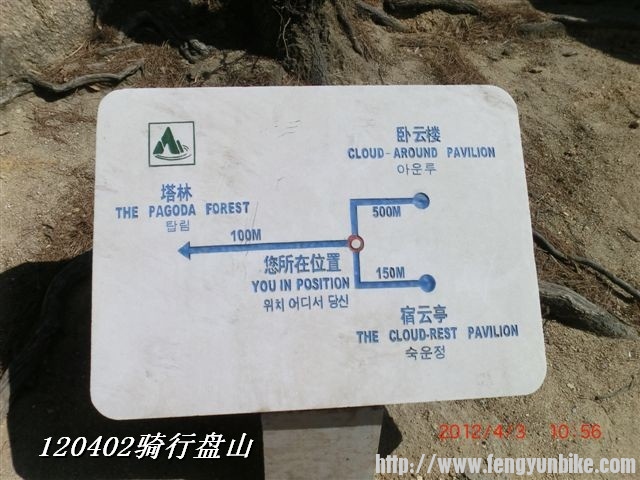 卧云楼
CLOUD-AROUND PAVILION
아운루
塔林
THE PAGODA FOREST
탑림
500M
100M
您所在位置
YOU IN POSITION
위치 어디서 당신
150M
宿云亭
THE CLOUD-REST PAVILION
숙운정
120402骑行盘山
2012/4/3 10:56
http://www.fengyunbike.com/